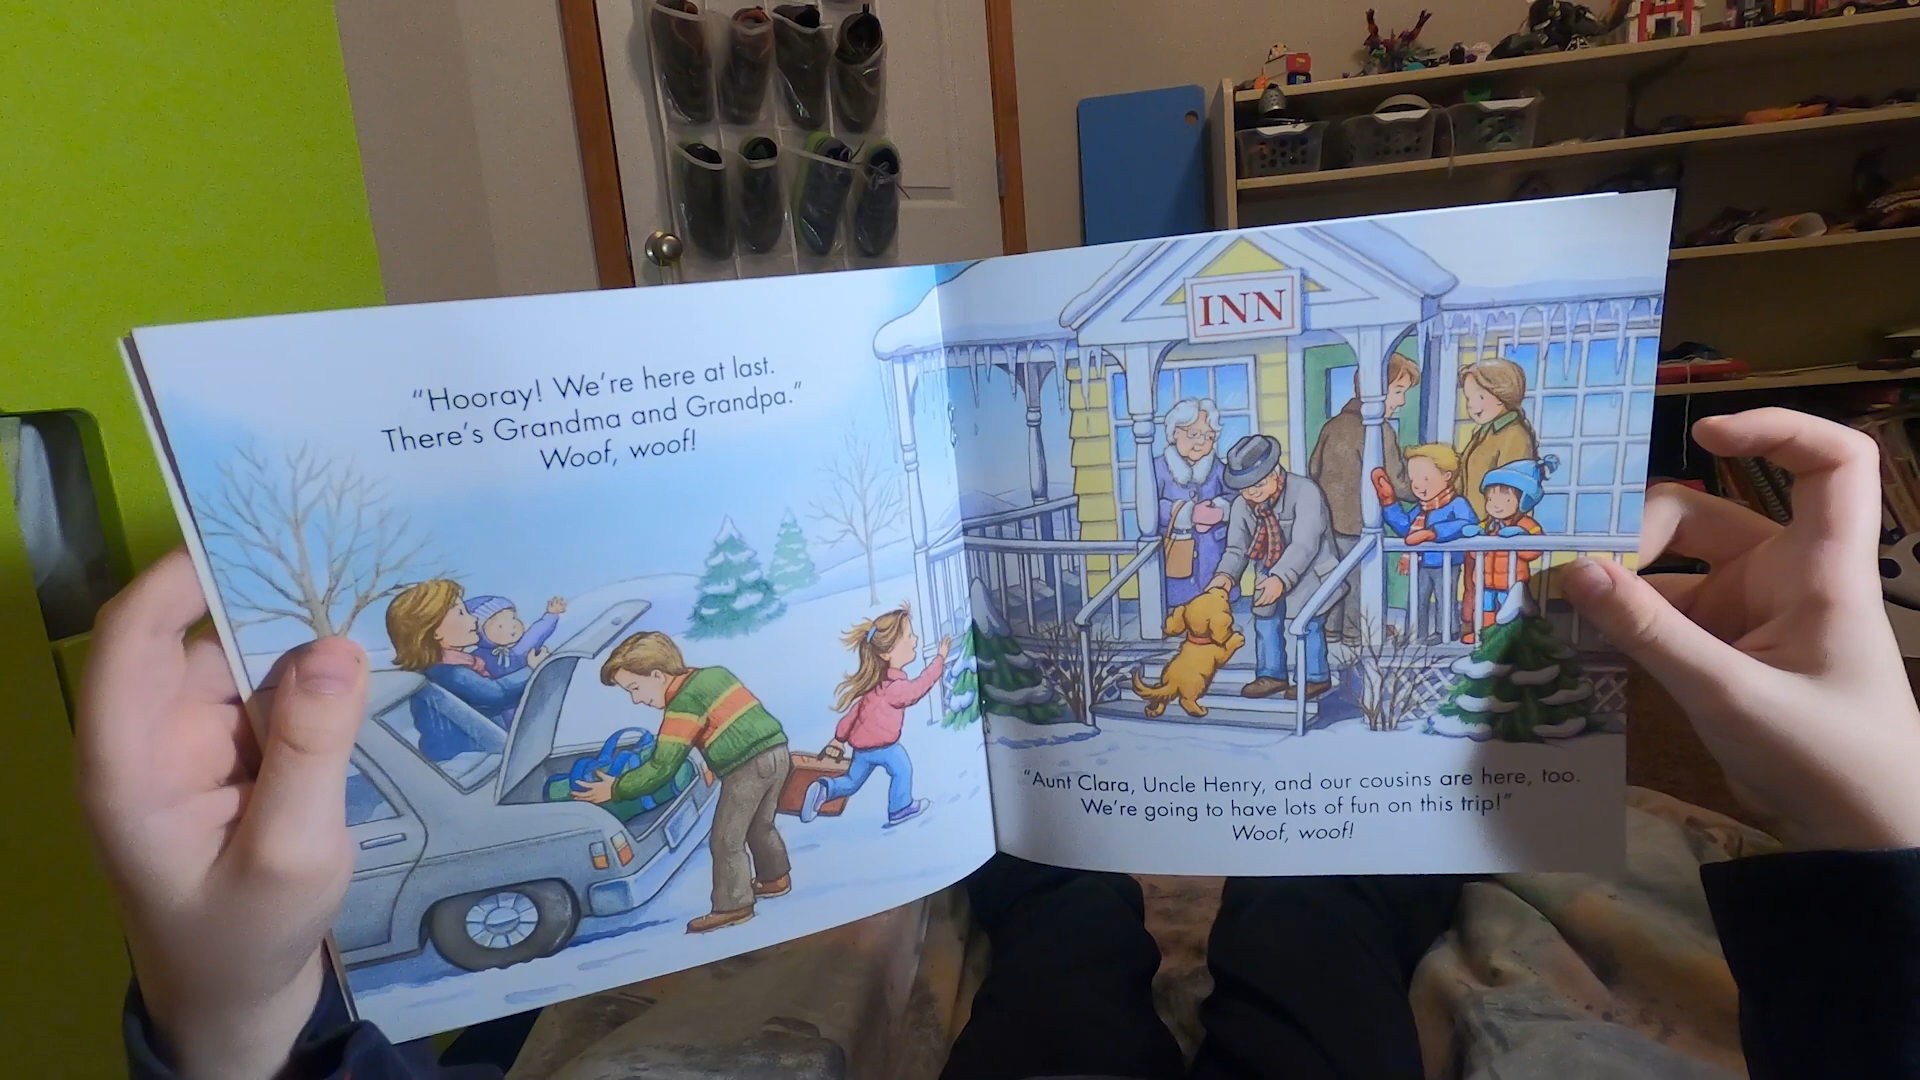 “Hooray! We’re here at last.
There’s Grandma and Grandpa.”
Woof, woof!
INN
“Aunt Clara, Uncle Henry, and our cousins are here, too.
We’re going to have lots of fun on this trip!”
Woof, woof!